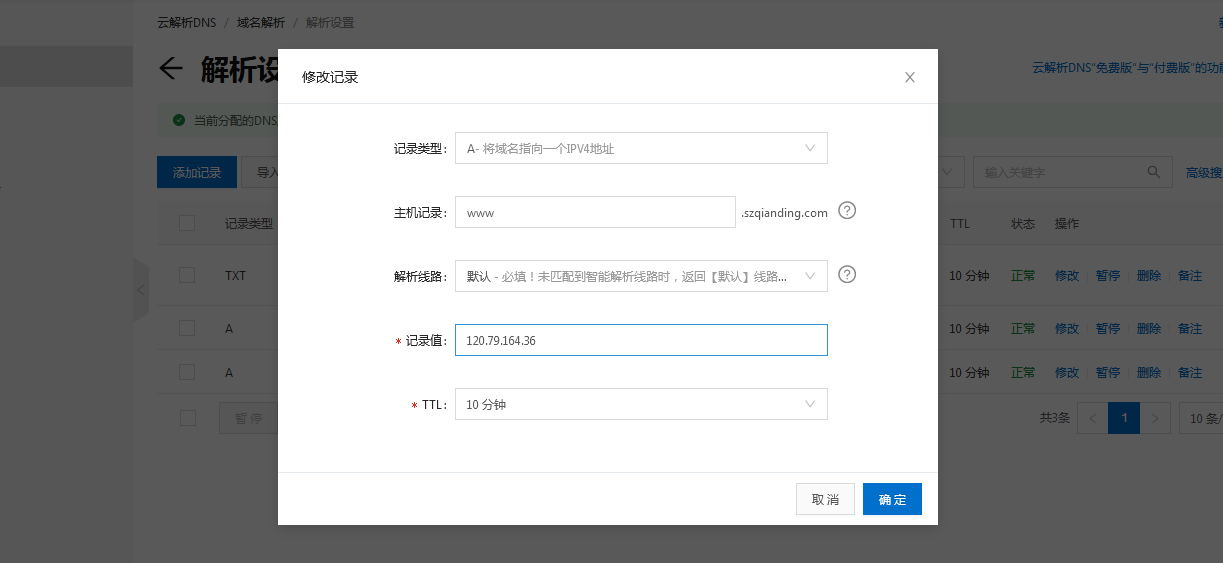 云解析DNS / 域名解析 / 解析设置
解析设
云解析DNS“免费版”与“付费版”的功能
当前分配的DNS
添加记录
导入
输入关键字
高级搜
记录类型
TTL
状态
操作
TXT
10 分钟 正常 修改 暂停 删除 备注
A
10 分钟 正常 修改 暂停 删除 备注
A
10 分钟 正常 修改 暂停 删除 备注
暂停
共3条 < 1 > 10 条/
修改记录
记录类型: A- 将域名指向一个IPV4地址
主机记录: www .szqianding.com
解析线路: 默认 - 必填！未匹配到智能解析线路时，返回【默认】线路...
* 记录值: 120.79.164.36
* TTL: 10 分钟
取消 确定